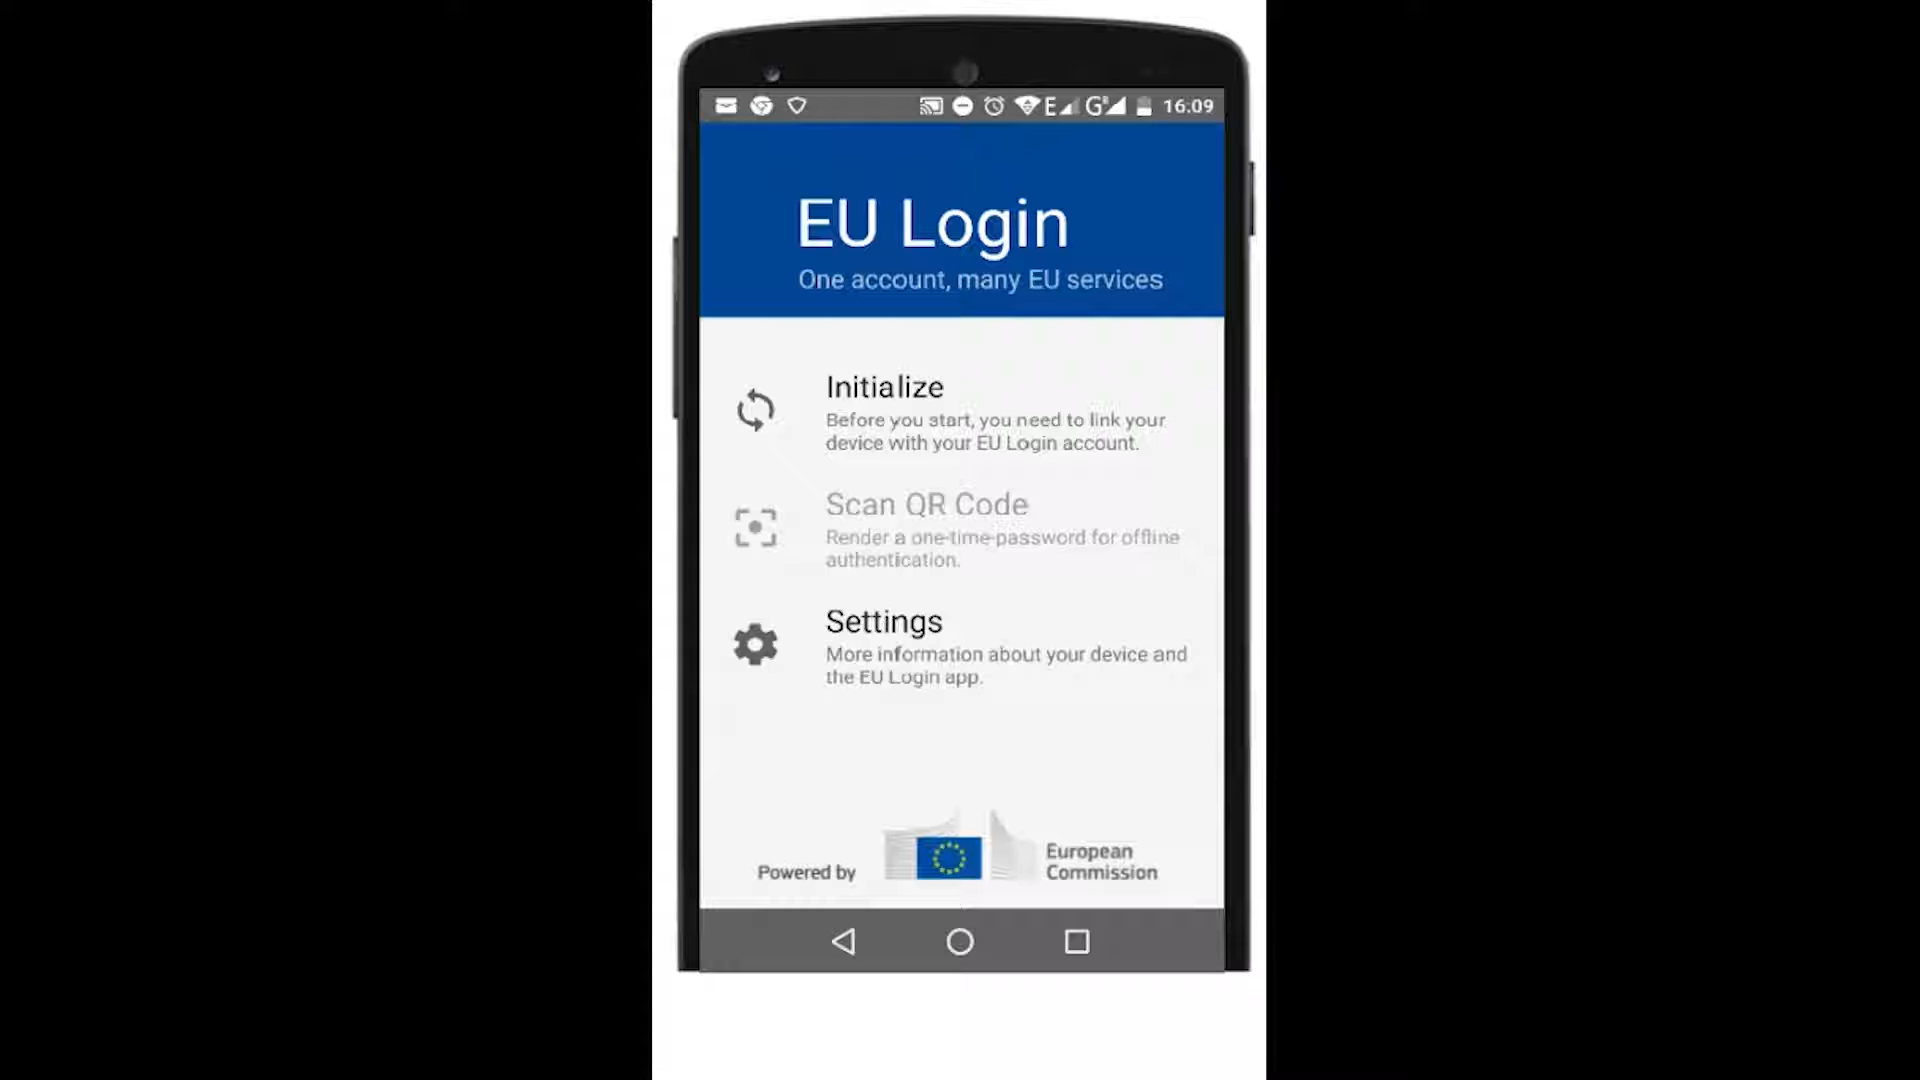 E G 16:09
EU Login
One account, many EU services
Initialize
Before you start, you need to link your
device with your EU Login account.
Scan QR Code
Render a one-time-password for offline
authentication.
Settings
More information about your device and
the EU Login app.
Powered by
European
Commission